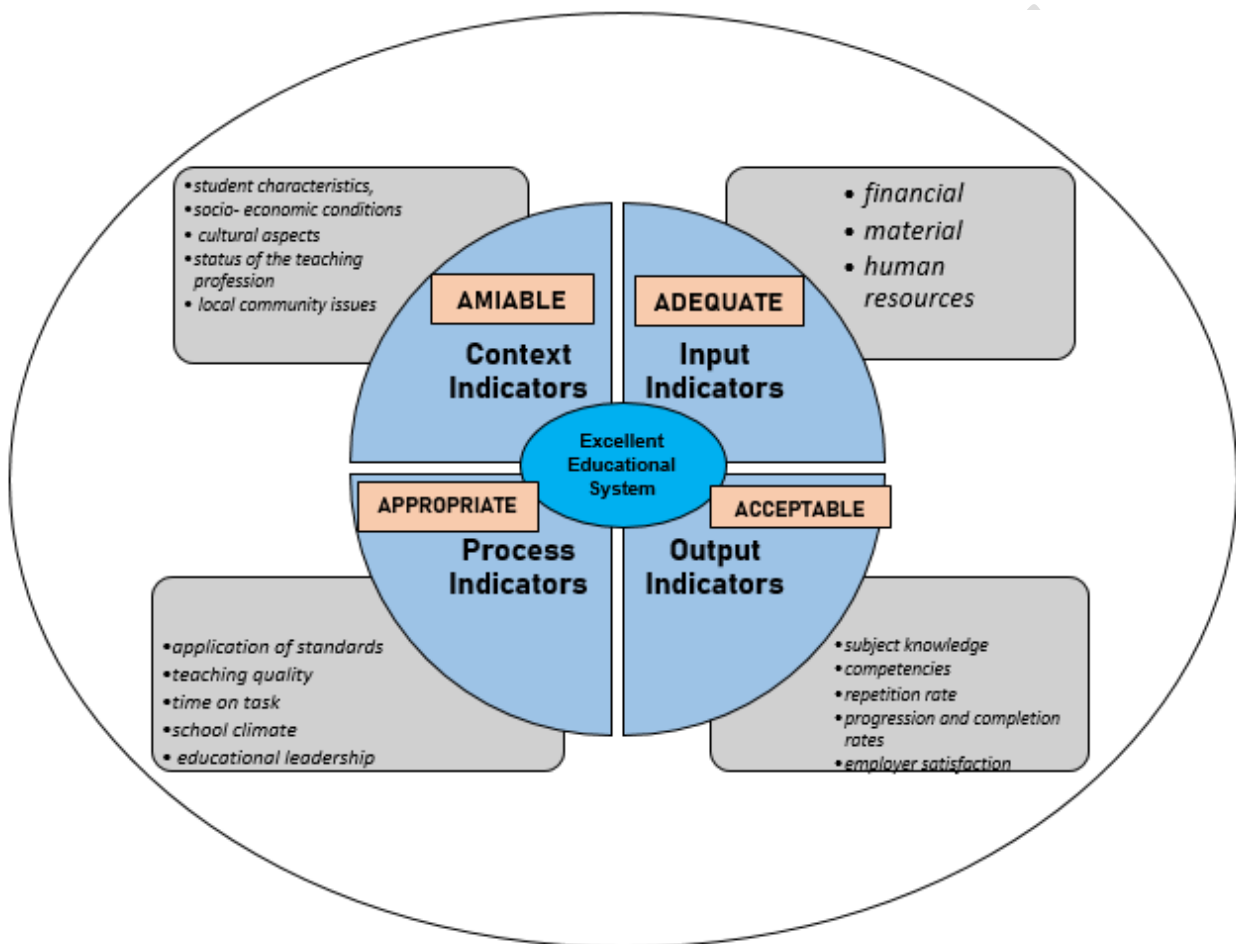 •student characteristics,
•socio- economic conditions
• cultural aspects
•status of the teaching
profession
• local community issues
• financial
• material
• human
resources
AMIABLE
Context
Indicators
ADEQUATE
Input
Indicators
Excellent
Educational
System
APPROPRIATE
Process
Indicators
ACCEPTABLE
Output
Indicators
•application of standards
•teaching quality
•time on task
•school climate
• educational leadership
•subject knowledge
•competencies
•repetition rate
•progression and completion
rates
•employer satisfaction